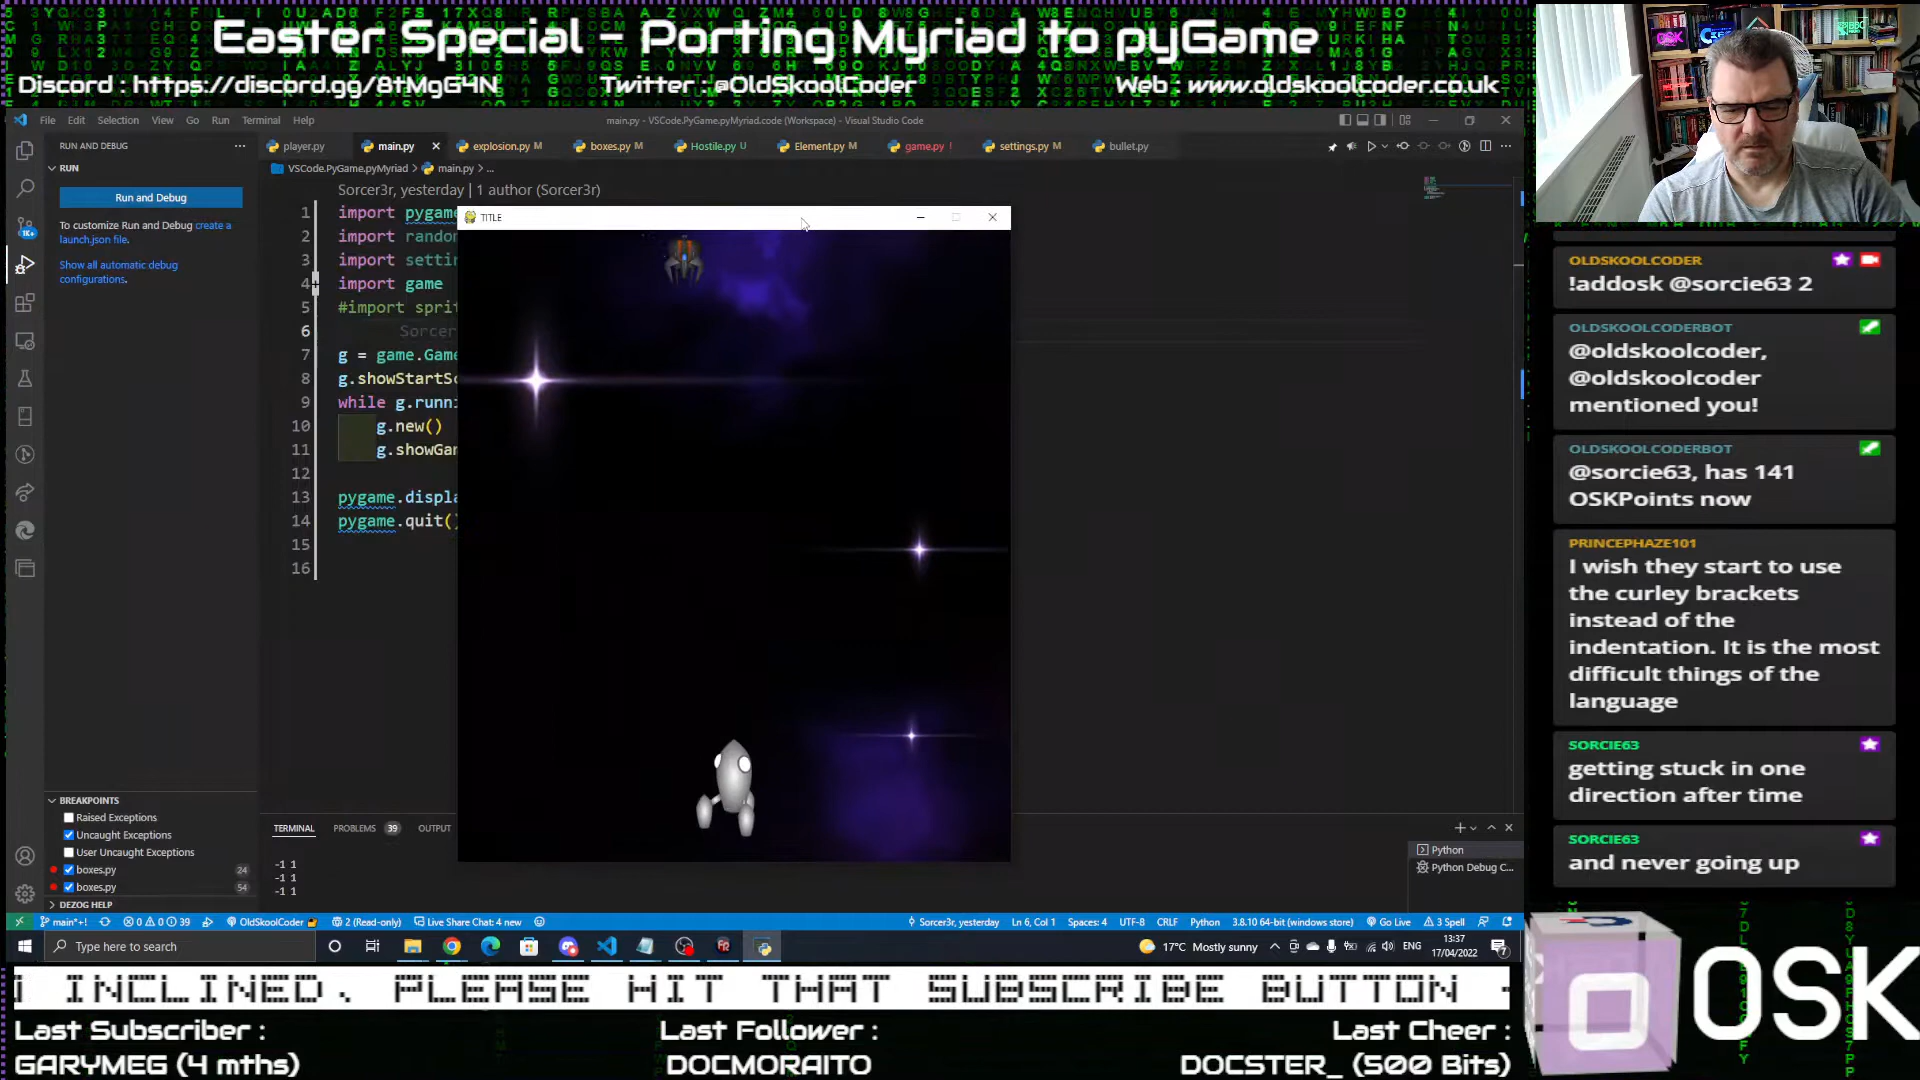 Easter Special - Porting Myriad to pyGame
Discord : https://discord.gg/8tMgG4N
Twitter : @OldSkoolCoder
Web : www.oldskoolcoder.co.uk
File Edit Selection View Go Run Terminal Help
main.py - VSCode.PyGame.pyMyriad.code (Workspace) - Visual Studio Code
RUN AND DEBUG
player.py
main.py
explosion.py M
boxes.py M
Hostile.py U
Element.py M
game.py !
settings.py M
bullet.py
RUN
VSCode.PyGame.pyMyriad > main.py > ...
Run and Debug
To customize Run and Debug create a
launch.json file.
Show all automatic debug
configurations.
Sorcer3r, yesterday | 1 author (Sorcer3r)
1 import pygame
2 import random
3 import settin
4 import game
5 #import sprit
6 Sorcer
7 g = game.Game
8 g.showStartSc
9 while g.runni
10 g.new()
11 g.showGam
12
13 pygame.displa
14 pygame.quit()
15
16
TITLE
BREAKPOINTS
Raised Exceptions
Uncaught Exceptions
User Uncaught Exceptions
boxes.py 24
boxes.py 54
DEZOG HELP
TERMINAL PROBLEMS 39 OUTPUT
-1 1
-1 1
-1 1
Python
Python Debug C...
main*+!
0 0 39
OldSkoolCoder
2 (Read-only)
Live Share Chat: 4 new
Sorcer3r, yesterday
Ln 6, Col 1
Spaces: 4
UTF-8
CRLF
Python
3.8.10 64-bit (windows store)
Go Live
3 Spell
Type here to search
17°C Mostly sunny
ENG
13:37
17/04/2022
OLDSKOOLCODER
!addosk @sorcie63 2
OLDSKOOLCODERBOT
@oldskoolcoder,
@oldskoolcoder
mentioned you!
OLDSKOOLCODERBOT
@sorcie63, has 141
OSKPoints now
PRINCEPHAZE101
I wish they start to use
the curley brackets
instead of the
indentation. It is the most
difficult things of the
language
SORCIE63
getting stuck in one
direction after time
SORCIE63
and never going up
INCLINED. PLEASE HIT THAT SUBSCRIBE BUTTON
Last Subscriber :
GARYMEG (4 mths)
Last Follower :
DOCMORAITO
Last Cheer :
DOCSTER_ (500 Bits)
OSK